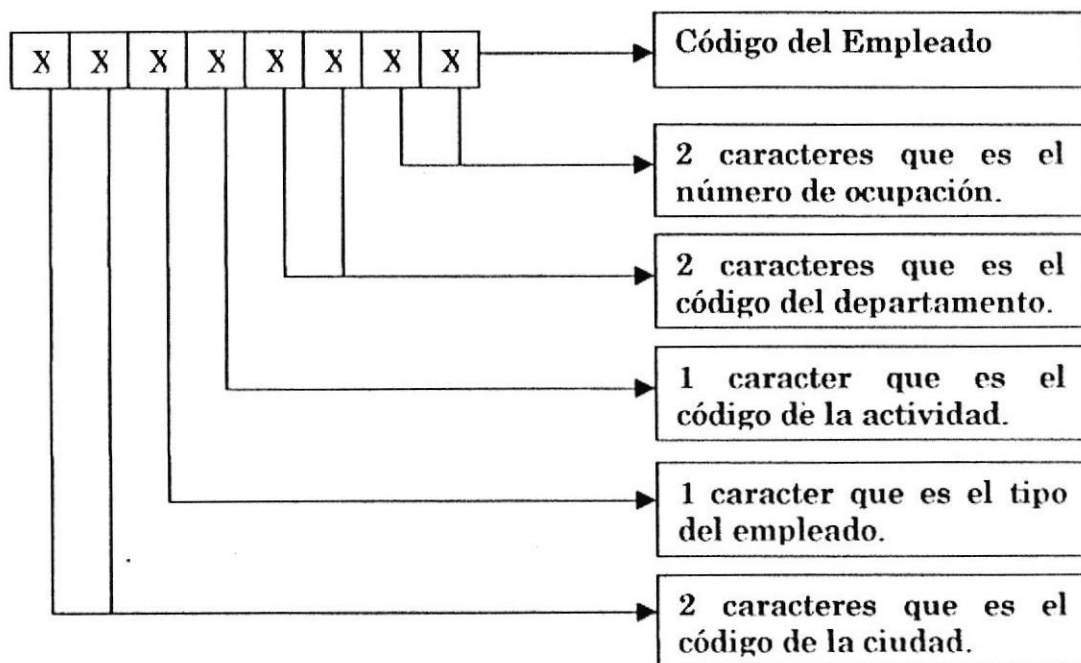 X X X X X X X X
Código del Empleado
2 caracteres que es el
número de ocupación.
2 caracteres que es el
código del departamento.
1 caracter que es el
código de la actividad.
1 caracter que es el tipo
del empleado.
2 caracteres que es el
código de la ciudad.